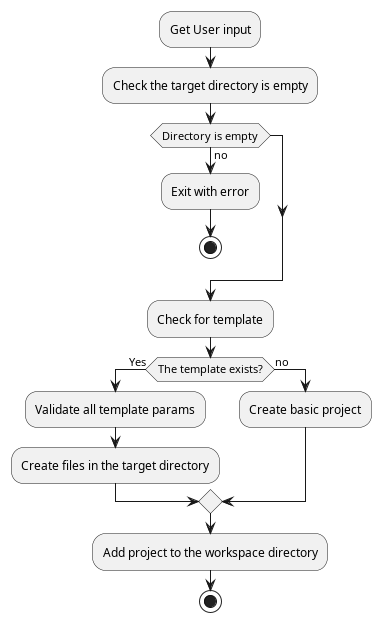 Get User input
Check the target directory is empty
Directory is empty
no
Exit with error
Check for template
Yes
The template exists?
no
Validate all template params
Create basic project
Create files in the target directory
Add project to the workspace directory